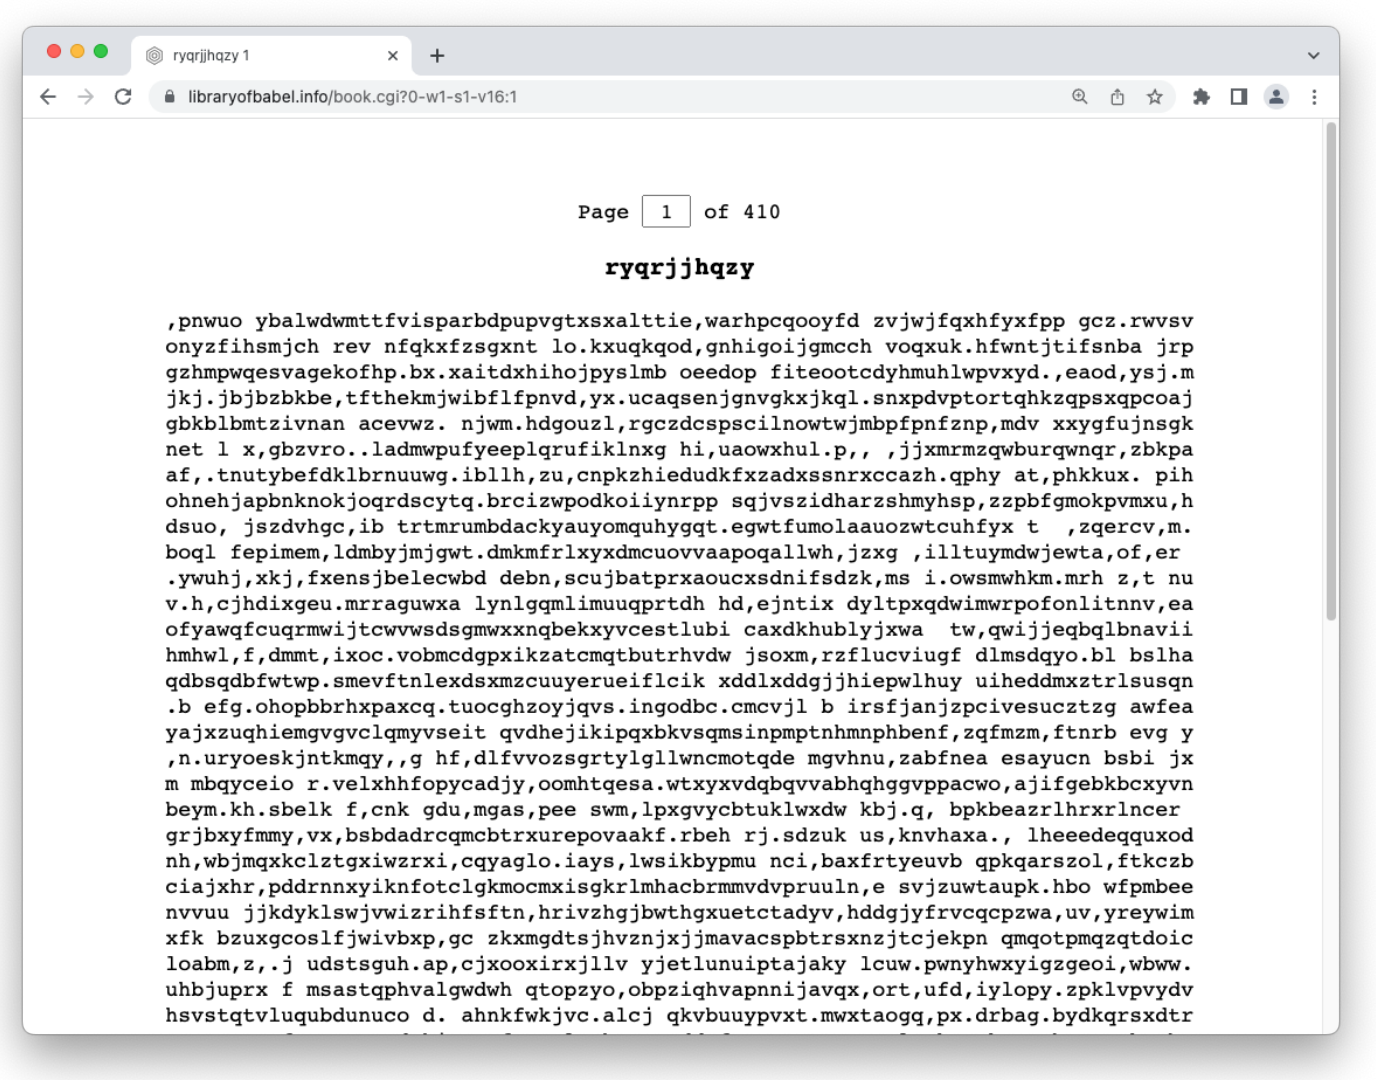 ryqrjjhqzy 1
libraryofbabel.info/book.cgi?0-w1-s1-v16:1
Page 1 of 410
ryqrjjhqzy
,pnwuo ybalwdwmttfvisparbdpupvgtxsxalttie,warhpcqooyfd zvjwjfqxhfyxfpp gcz.rwvsv
onyzfihsmjch rev nfqkxfzsgxnt lo.kxuqkqod,gnhigoijgmcch voqxuk.hfwntjtifsnba jrp
gzhmpwqesvagekofhp.bx.xaitdxhihojpyslmb oeedop fiteootcdyhmuhlwpvxyd.,eaod,ysj.m
jkj.jbjbzbkbe,tfthekmjwibflfpnvd,yx.ucaqsenjgnvgkxjkql.snxpdvptortqhkzqpsxqpcoaj
gbkblbmtzivnan acevwz. njwm.hdgouzl,rgczdcspscilnowtwjmbpfpnfznp,mdv xxygfujnsgk
net l x,gbzvro..ladmwpufyeeplqrufiklnxg hi,uaowxhul.p,, ,jjxmrmzqwburqwnqr,zbkpa
af,.tnutybefdklbrnuuwg.ibllh,zu,cnpkzhiedudkfxzadxssnrxccazh.qphy at,phkkux. pih
ohnehjapbnknokjoqrdscytq.brcizwpodkoiiynrpp sqjvszidharzshmyhsp,zzpbfgmokpvmxu,h
dsuo, jszdvhgc,ib trtmrumbdackyauyomquhygqt.egwtfumolaauozwtcuhfyx t  ,zqercv,m.
boql fepimem,ldmbyjmjgwt.dmkmfrlxyxdmcuovvaapoqallwh,jzxg ,illtuymdwjewta,of,er
.ywuhj,xkj,fxensjbelecwbd debn,scujbatprxaoucxsdnifsdzk,ms i.owsmwhkm.mrh z,t nu
v.h,cjhdixgeu.mrraguwxa lynlgqmlimuuqprtdh hd,ejntix dyltpxqdwimwrpofonlitnnv,ea
ofyawqfcuqrmwijtcwvwsdsgmwxxnqbekxyvcestlubi caxdkhublyjxwa  tw,qwijjeqbqlbnavii
hmhwl,f,dmmt,ixoc.vobmcdgpxikzatcmqtbutrhvdw jsoxm,rzflucviugf dlmsdqyo.bl bslha
qdbsqdbfwtwp.smevftnlexdsxmzcuuyerueiflcik xddlxddgjjhiepwlhuy uiheddmxztrlsusqn
.b efg.ohopbbrhxpaxcq.tuocghzoyjqvs.ingodbc.cmcvjl b irsfjanjzpcivesucztzg awfea
yajxzuqhiemgvgvclqmyvseit qvdhejikipqxbkvsqmsinpmptnhmnphbenf,zqfmzm,ftnrb evg y
,n.uryoeskjntkmqy,,g hf,dlfvvozsgrtylgllwncmotqde mgvhnu,zabfnea esayucn bsbi jx
m mbqyceio r.velxhhfopycadjy,oomhtqesa.wtxyxvdqbqvvabhqhggvppacwo,ajifgebkbcxyvn
beym.kh.sbelk f,cnk gdu,mgas,pee swm,lpxgvycbtuklwxdw kbj.q, bpkbeazrlhrxrlncer
grjbxyfmmy,vx,bsbdadrcqmcbtrxurepovaakf.rbeh rj.sdzuk us,knvhaxa., lheeedeqquxod
nh,wbjmqxkclztgxiwzrxi,cqyaglo.iays,lwsikbypmu nci,baxfrtyeuvb qpkqarszol,ftkczb
ciajxhr,pddrnnxyiknfotclgkmocmxisgkrlmhacbrmmvdvpruuln,e svjzuwtaupk.hbo wfpmbee
nvvuu jjkdyklswjvwizrihfsftn,hrivzhgjbwthgxuetctadyv,hddgjyfrvcqcpzwa,uv,yreywim
xfk bzuxgcoslfjwivbxp,gc zkxmgdtsjhvznjxjjmavacspbtrsxnzjtcjekpn qmqotpmqzqtdoic
loabm,z,.j udstsguh.ap,cjxooxirxjllv yjetlunuiptajaky lcuw.pwnyhwxyigzgeoi,wbww.
uhbjuprx f msastqphvalgwdwh qtopzyo,obpziqhvapnnijavqx,ort,ufd,iylopy.zpklvpvydv
hsvstqtvluqubdunuco d. ahnkfwkjvc.alcj qkvbuuypvxt.mwxtaogq,px.drbag.bydkqrsxdtr